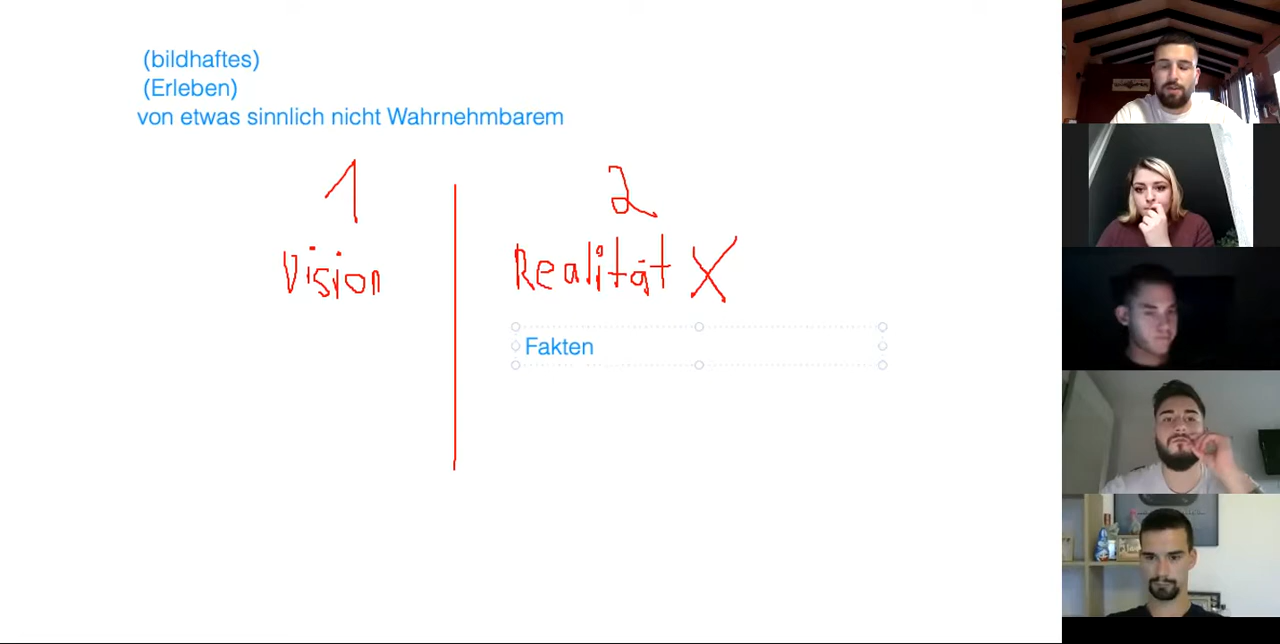 (bildhaftes)
(Erleben)
von etwas sinnlich nicht Wahrnehmbarem
1
2
Vision
Realität X
Fakten